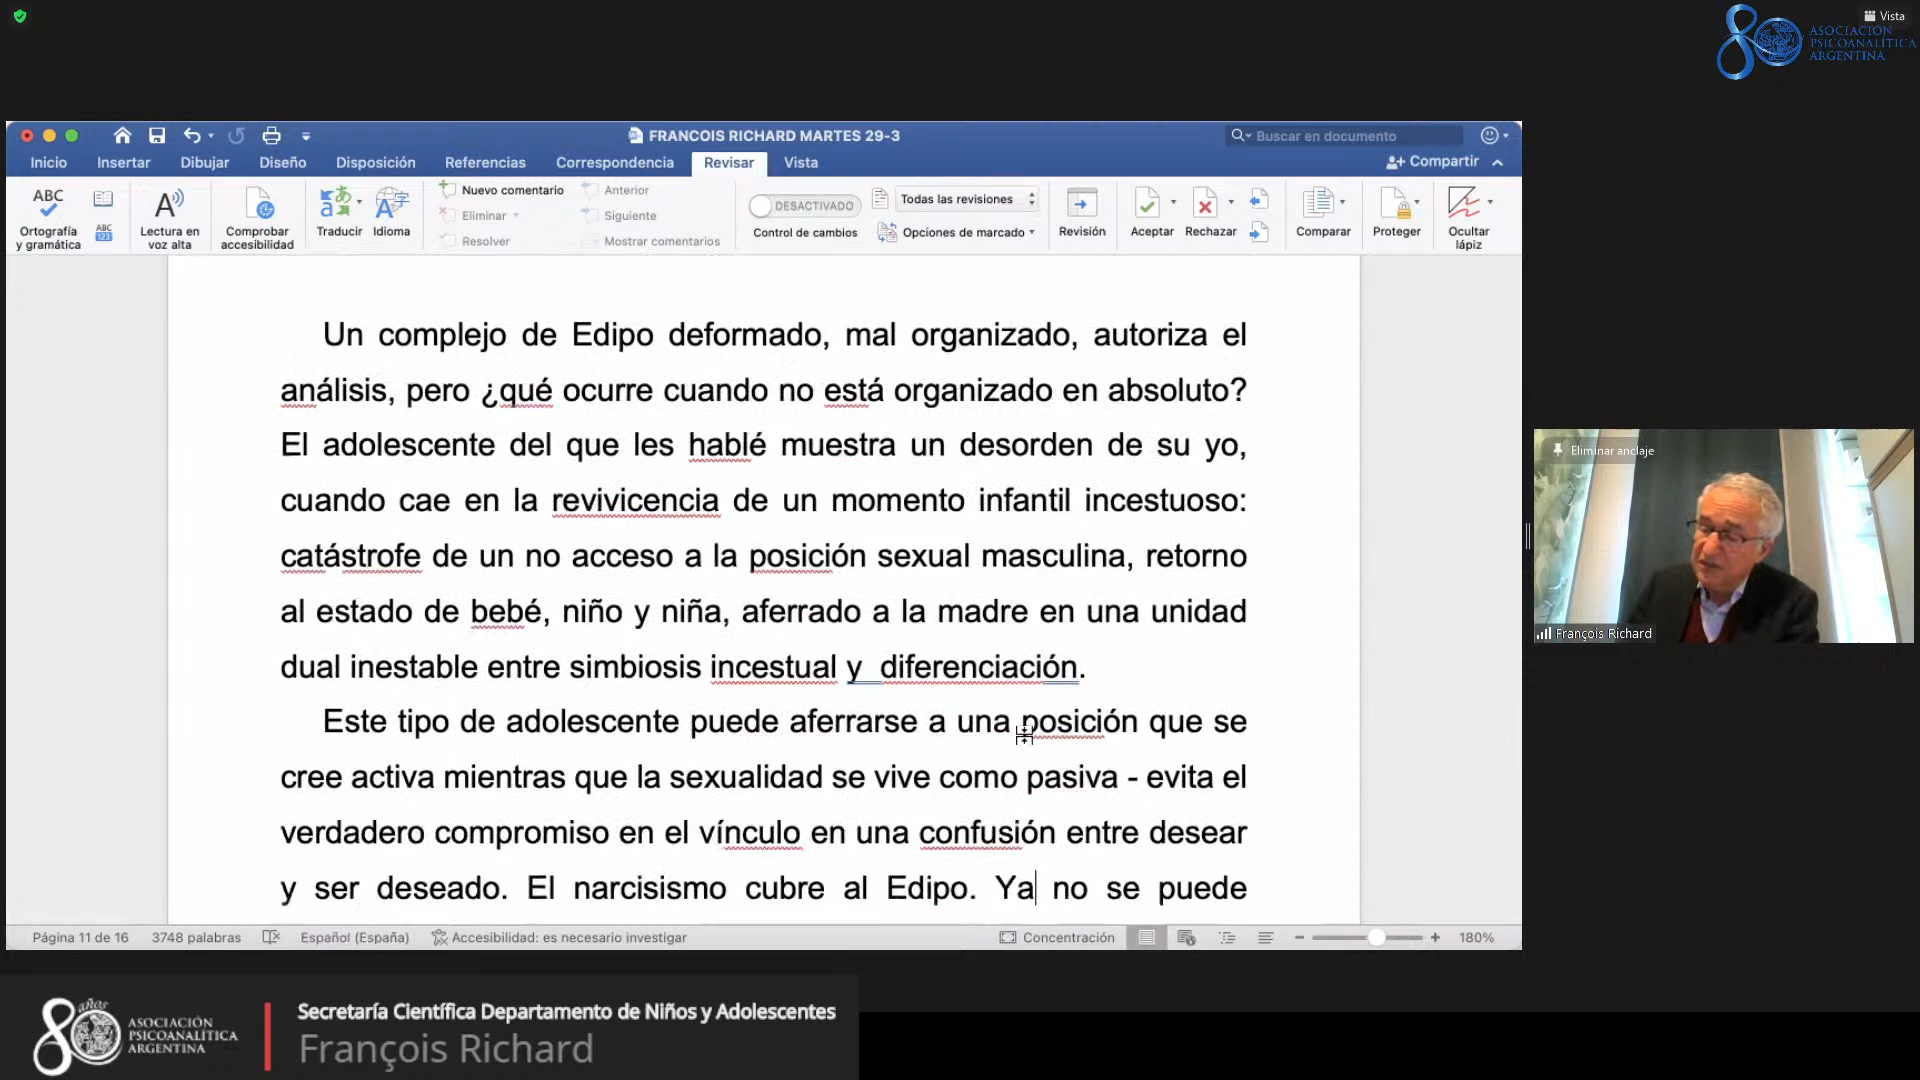 Vista
ASOCIACIÓN
PSICOANALÍTICA
ARGENTINA
FRANCOIS RICHARD MARTES 29-3
Buscar en documento
Inicio Insertar Dibujar Diseño Disposición Referencias Correspondencia Revisar Vista
Compartir
ABC
Ortografía
y gramática
ABC
123
A
Lectura en
voz alta
Comprobar
accesibilidad
Traducir
Idioma
Nuevo comentario
Eliminar
Resolver
Anterior
Siguiente
Mostrar comentarios
DESACTIVADO
Control de cambios
Todas las revisiones
Opciones de marcado
Revisión
Aceptar
Rechazar
Comparar
Proteger
Ocultar
lápiz
Un complejo de Edipo deformado, mal organizado, autoriza el
análisis, pero ¿qué ocurre cuando no está organizado en absoluto?
El adolescente del que les hablé muestra un desorden de su yo,
cuando cae en la revivicencia de un momento infantil incestuoso:
catástrofe de un no acceso a la posición sexual masculina, retorno
al estado de bebé, niño y niña, aferrado a la madre en una unidad
dual inestable entre simbiosis incestual y  diferenciación.
Este tipo de adolescente puede aferrarse a una posición que se
cree activa mientras que la sexualidad se vive como pasiva - evita el
verdadero compromiso en el vínculo en una confusión entre desear
y ser deseado. El narcisismo cubre al Edipo. Ya no se puede
Página 11 de 16 3748 palabras Español (España) Accesibilidad: es necesario investigar Concentración 180%
Eliminar anclaje
François Richard
80 años
ASOCIACIÓN
PSICOANALÍTICA
ARGENTINA
Secretaría Científica Departamento de Niños y Adolescentes
François Richard